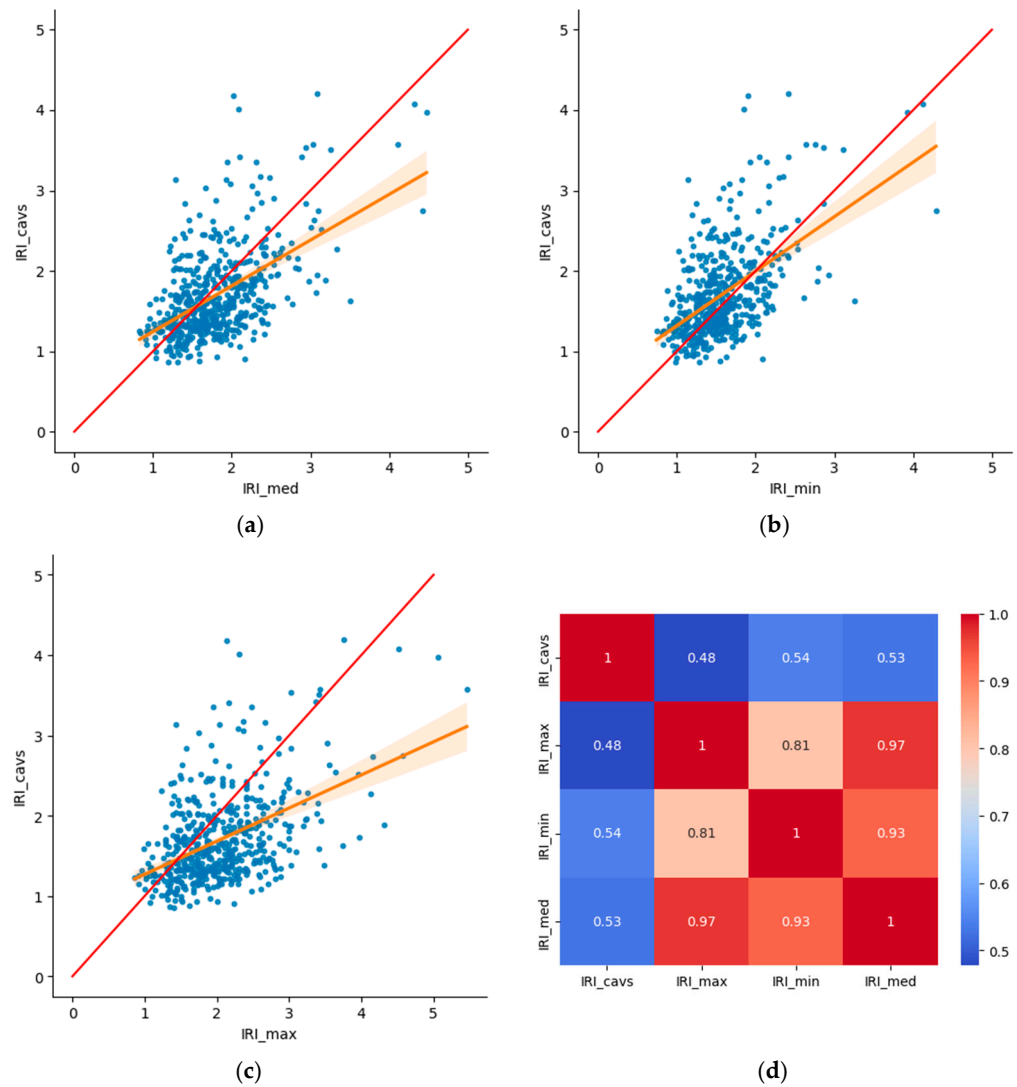 5
4
3
2
1
0
IRI_cavs
0 1 2 3 4 5
IRI_med
(a)
5
4
3
2
1
0
IRI_cavs
0 1 2 3 4 5
IRI_min
(b)
5
4
3
2
1
0
IRI_cavs
0 1 2 3 4 5
IRI_max
(c)
IRI_cavs 1 0.48 0.54 0.53
IRI_max 0.48 1 0.81 0.97
IRI_min 0.54 0.81 1 0.93
IRI_med 0.53 0.97 0.93 1
IRI_cavs IRI_max IRI_min IRI_med
1.0
0.9
0.8
0.7
0.6
0.5
(d)